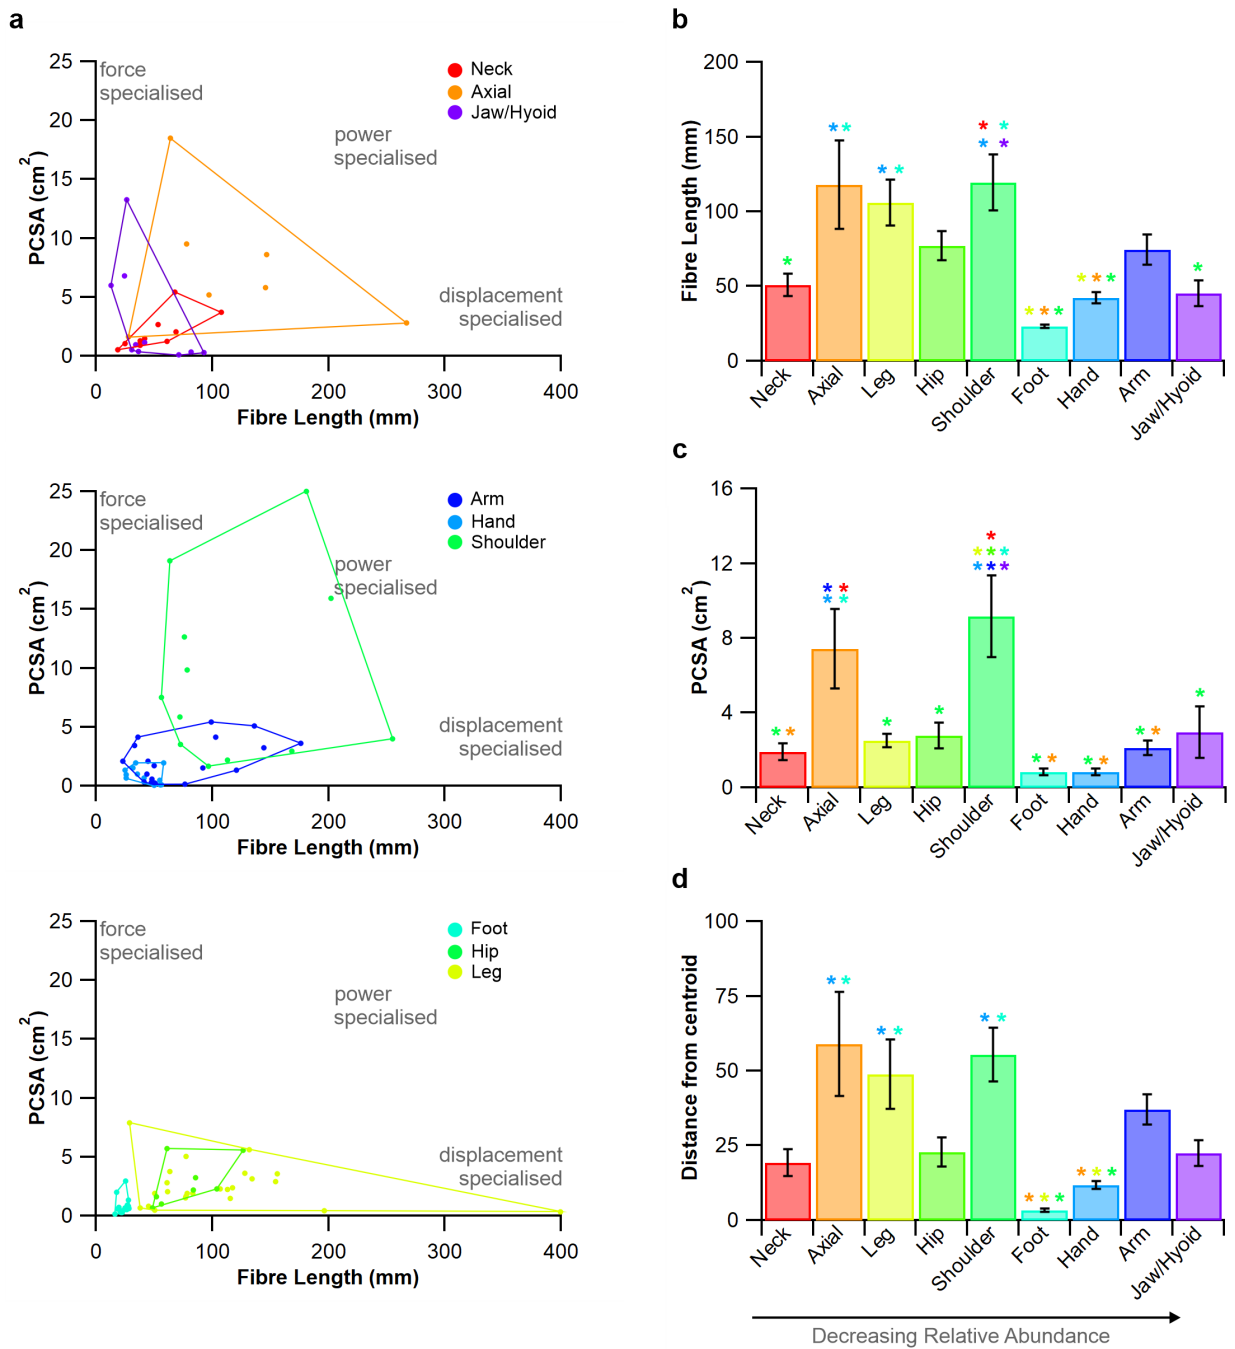 a
25
20
15
10
5
0
0 100 200 300 400
PCSA (cm²)
Fibre Length (mm)
force
specialised
power
specialised
displacement
specialised
Neck
Axial
Jaw/Hyoid
25
20
15
10
5
0
0 100 200 300 400
PCSA (cm²)
Fibre Length (mm)
force
specialised
power
specialised
displacement
specialised
Arm
Hand
Shoulder
25
20
15
10
5
0
0 100 200 300 400
PCSA (cm²)
Fibre Length (mm)
force
specialised
power
specialised
displacement
specialised
Foot
Hip
Leg
b
200
150
100
50
0
Fibre Length (mm)
* *
* *
* *
* *
*
* * *
* * *
*
Neck Axial Leg Hip Shoulder Foot Hand Arm Jaw/Hyoid
c
16
12
8
4
0
PCSA (cm²)
*
* * *
* * *
* *
* *
* *
*
*
* *
* *
* *
*
Neck Axial Leg Hip Shoulder Foot Hand Arm Jaw/Hyoid
d
100
75
50
25
0
Distance from centroid
* *
* *
* *
* * *
* * *
Neck Axial Leg Hip Shoulder Foot Hand Arm Jaw/Hyoid
Decreasing Relative Abundance